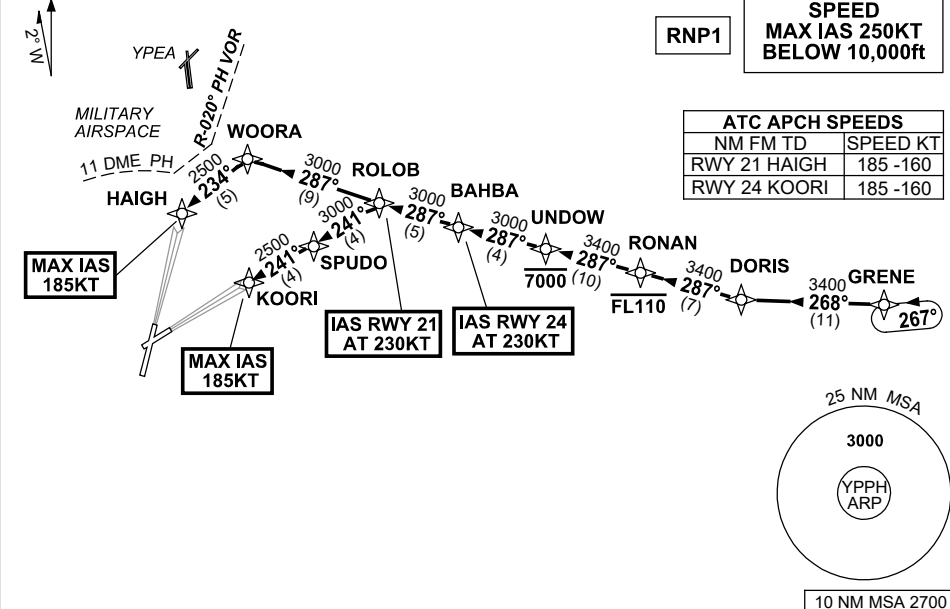 2° W
YPEA
MILITARY
AIRSPACE
R-020° PH VOR
11 DME PH
RNP1
SPEED
MAX IAS 250KT
BELOW 10,000ft
ATC APCH SPEEDS
NM FM TD SPEED KT
RWY 21 HAIGH 185 -160
RWY 24 KOORI 185 -160
WOORA
2500
234°
(5)
HAIGH
MAX IAS
185KT
3000
287°
(9)
ROLOB
3000
241°
(4)
SPUDO
2500
241°
(4)
KOORI
MAX IAS
185KT
3000
287°
(5)
BAHBA
IAS RWY 21
AT 230KT
IAS RWY 24
AT 230KT
3000
287°
(4)
UNDOW
7000
3400
287°
(10)
RONAN
FL110
3400
287°
(7)
DORIS
3400
268°
(11)
GRENE
267°
25 NM MSA
3000
YPPH
ARP
10 NM MSA 2700